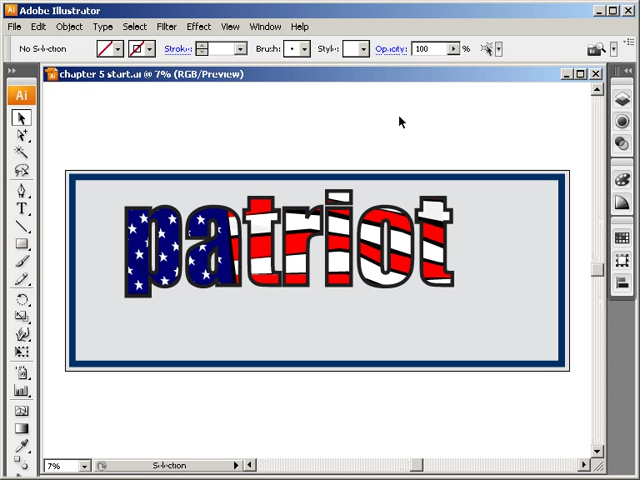 Adobe Illustrator
File Edit Object Type Select Filter Effect View Window Help
No Selection Stroke: Brush: Style: Opacity: 100 %
chapter 5 start.ai @ 7% (RGB/Preview)
Ai
T
patriot
7% Selection